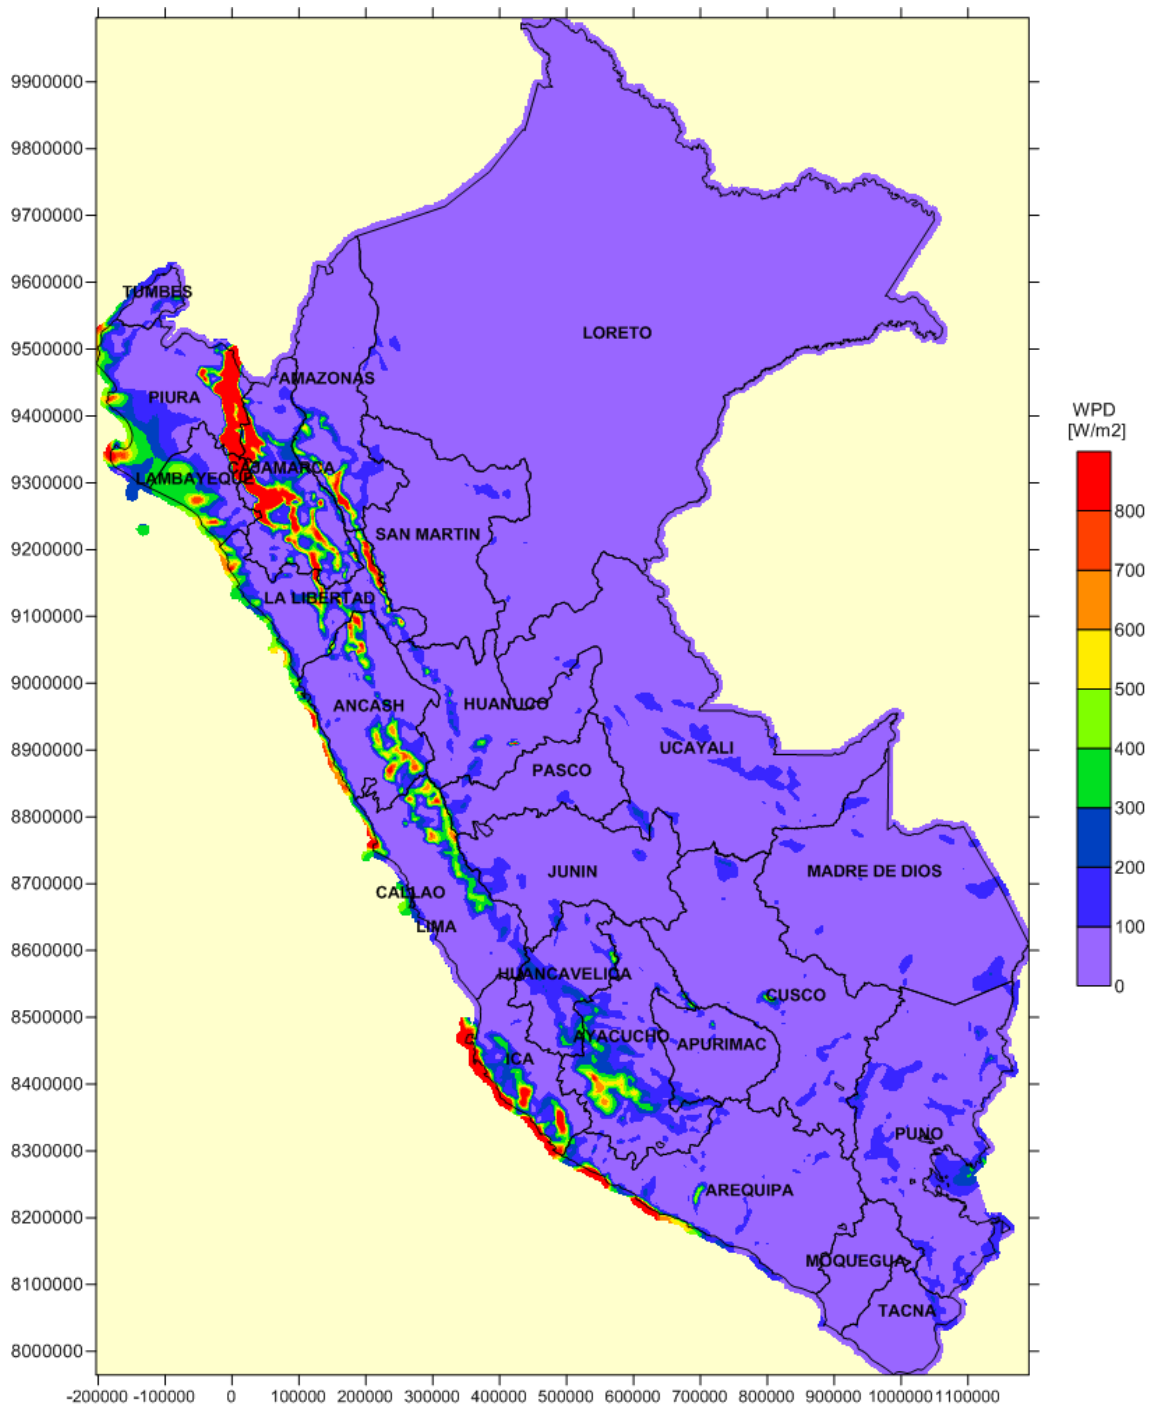 9900000
9800000
9700000
9600000
9500000
9400000
9300000
9200000
9100000
9000000
8900000
8800000
8700000
8600000
8500000
8400000
8300000
8200000
8100000
8000000
TUMBES
LORETO
AMAZONAS
PIURA
CAJAMARCA
LAMBAYEQUE
SAN MARTIN
LA LIBERTAD
ANCASH
HUANUCO
UCAYALI
PASCO
JUNIN
MADRE DE DIOS
CALLAO
LIMA
HUANCAVELICA
CUSCO
AYACUCHO
APURIMAC
ICA
PUNO
AREQUIPA
MOQUEGUA
TACNA
WPD
[W/m2]
800
700
600
500
400
300
200
100
0
-200000 -100000 0 100000 200000 300000 400000 500000 600000 700000 800000 900000 1000000 1100000